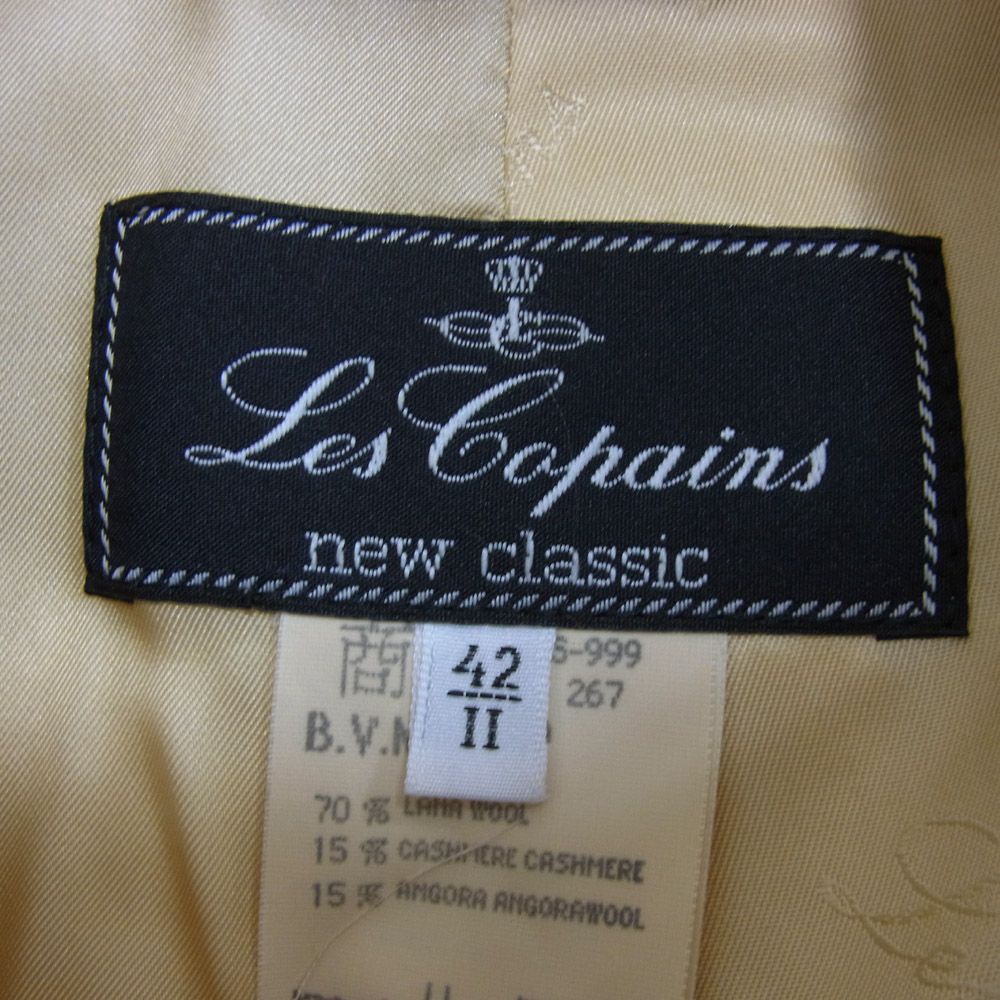 Les Copains
new classic
42
II
商 6-999
267
B.V.M
70 % LANA WOOL
15 % CASHMERE CASHMERE
15 % ANGORA ANGORAWOOL